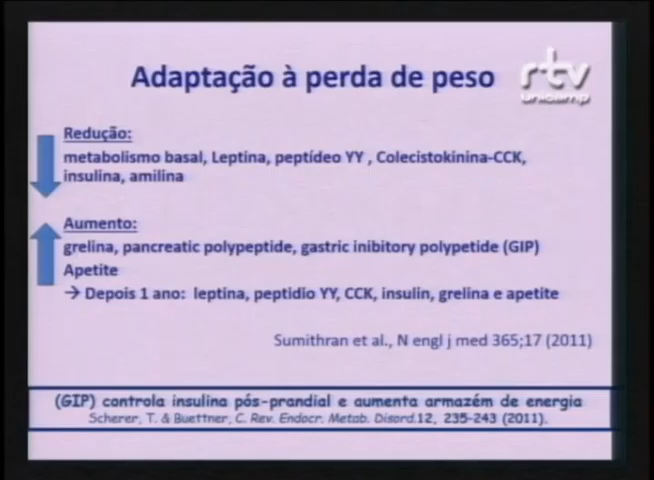 Adaptação à perda de peso
rtv
unicamp
Redução:
metabolismo basal, Leptina, peptídeo YY , Colecistokinina-CCK,
insulina, amilina
Aumento:
grelina, pancreatic polypeptide, gastric inibitory polypetide (GIP)
Apetite
→ Depois 1 ano: leptina, peptidio YY, CCK, insulin, grelina e apetite
Sumithran et al., N engl j med 365;17 (2011)
(GIP) controla insulina pós-prandial e aumenta armazém de energia
Scherer, T. & Buettner, C. Rev. Endocr. Metab. Disord.12, 235-243 (2011).